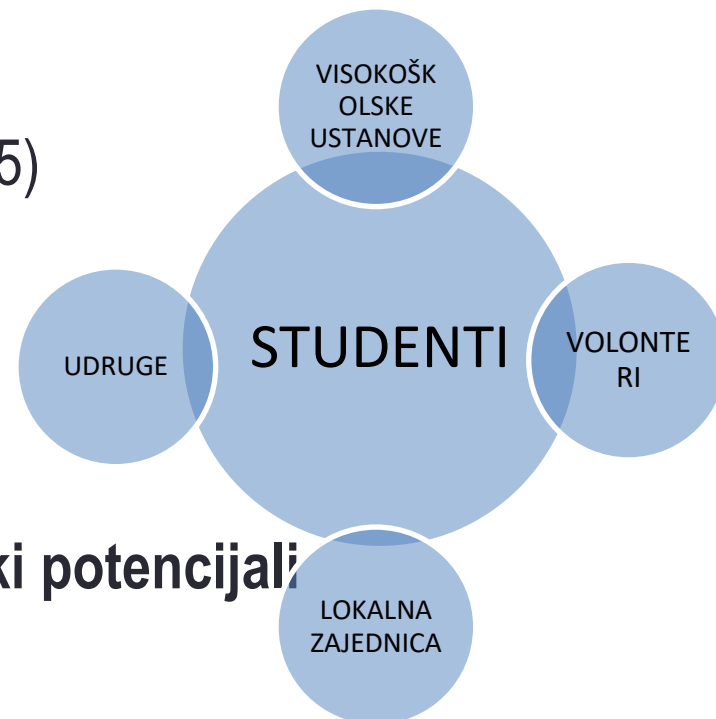 VISOKOŠK
OLSKE
USTANOVE
5)
STUDENTI
UDRUGE
VOLONTE
RI
ki potencijali
LOKALNA
ZAJEDNICA